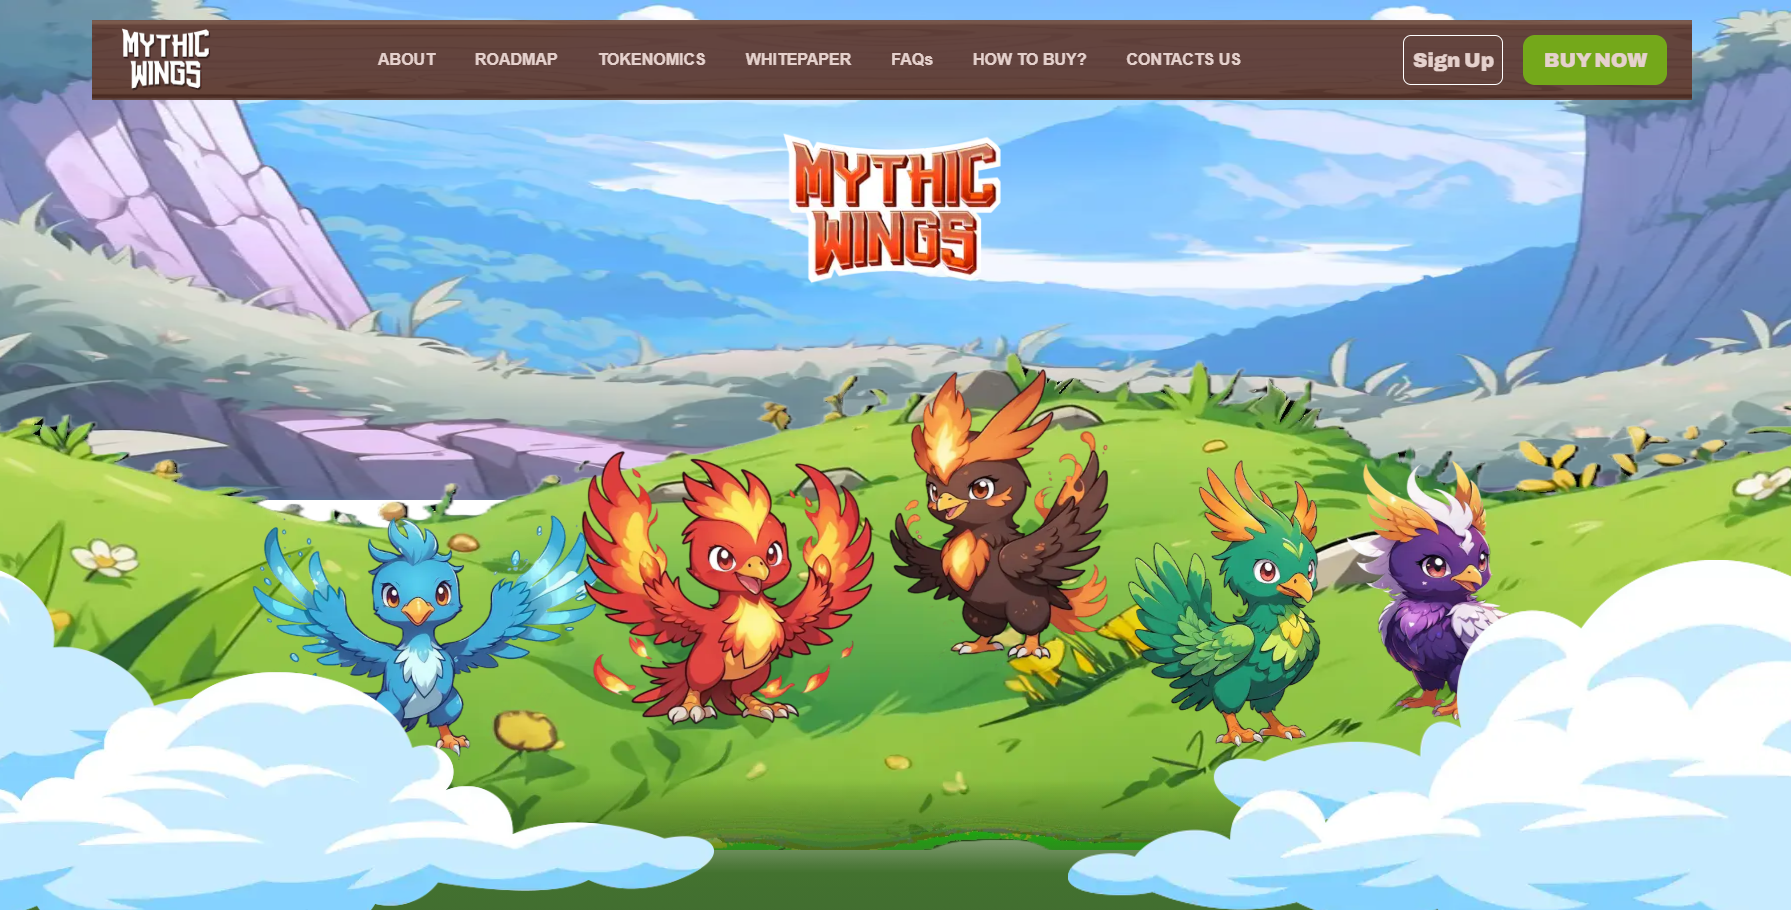 MYTHIC
WINGS
ABOUT
ROADMAP
TOKENOMICS
WHITEPAPER
FAQs
HOW TO BUY?
CONTACTS US
Sign Up
BUY NOW
MYTHIC
WINGS